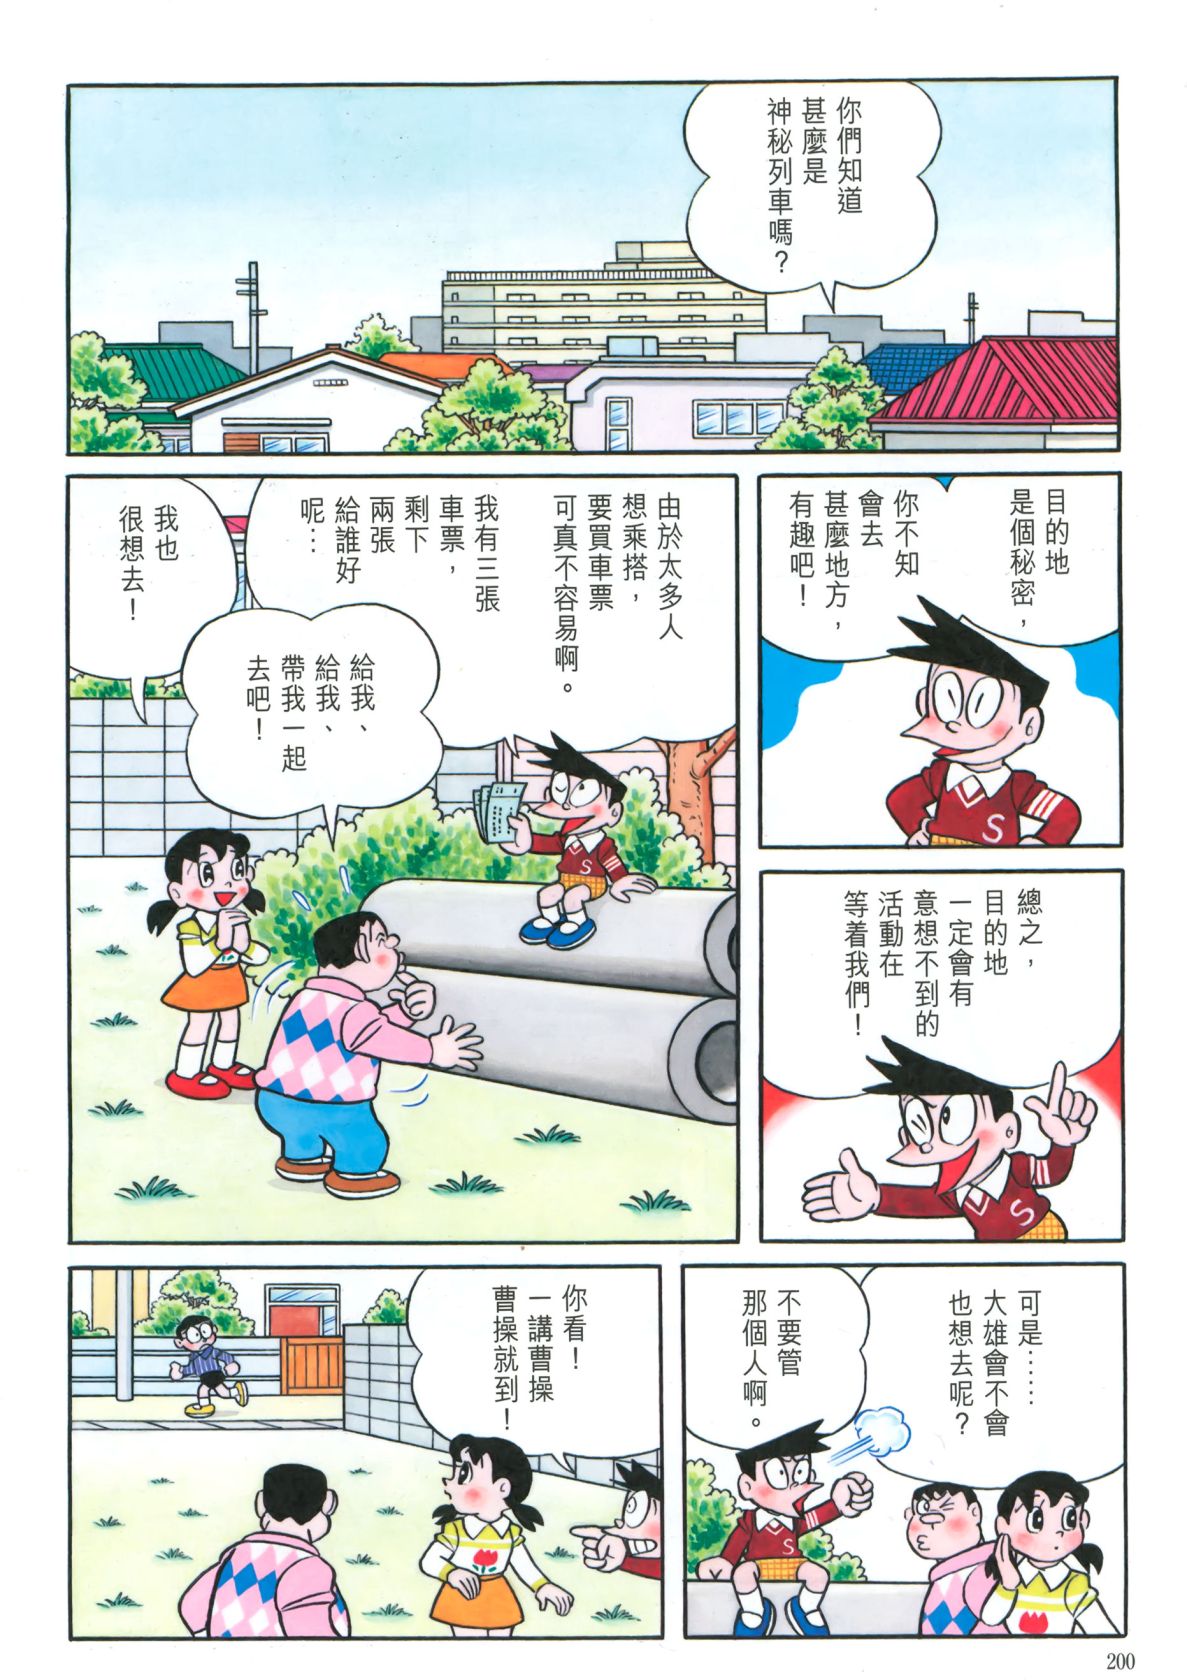 你們知道
甚麼是
神秘列車嗎？
目的地
是個秘密，
你不知
會去
甚麼地方，
有趣吧！
總之，
目的地
一定會有
意想不到的
活動在
等着我們！
由於太多人
想乘搭，
要買車票
可真不容易啊。
我有三張
車票，
剩下
兩張
給誰好
呢…
給我、
給我、
帶我一起
去吧！
我也
很想去！
S
S
S
可是……
大雄會不會
也想去呢？
不要管
那個人啊。
S
你看！
一講曹操
曹操就到！
200